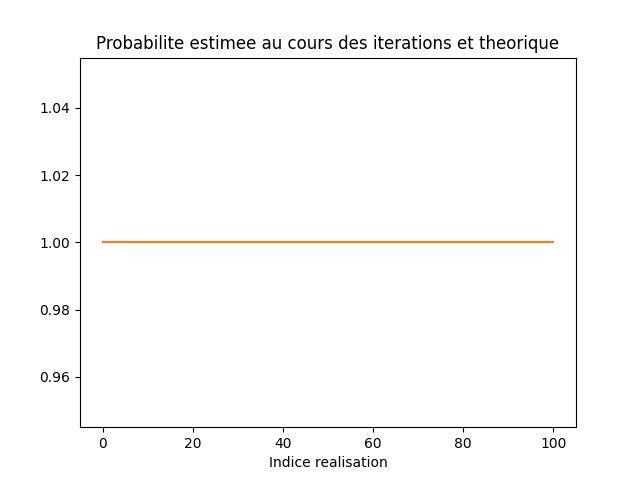 Probabilite estimee au cours des iterations et theorique
1.04
1.02
1.00
0.98
0.96
0 20 40 60 80 100
Indice realisation